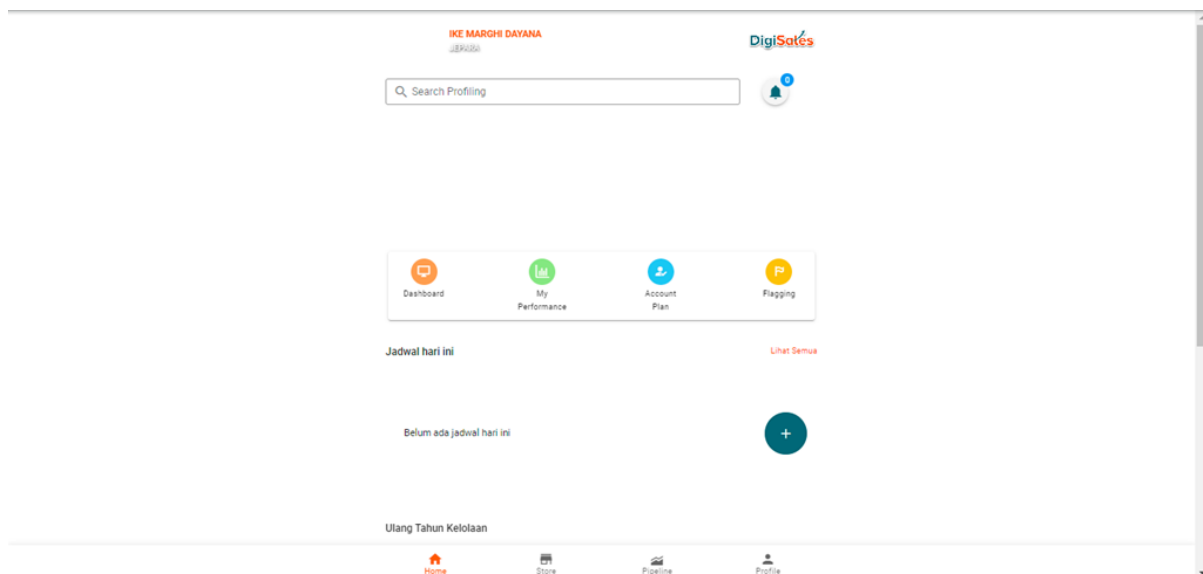 IKE MARGHI DAYANA
JEPARA
DigiSales
Search Profiling
0
Dashboard
My
Performance
Account
Plan
Flagging
Jadwal hari ini
Lihat Semua
Belum ada jadwal hari ini
+
Ulang Tahun Kelolaan
Home
Store
Pipeline
Profile